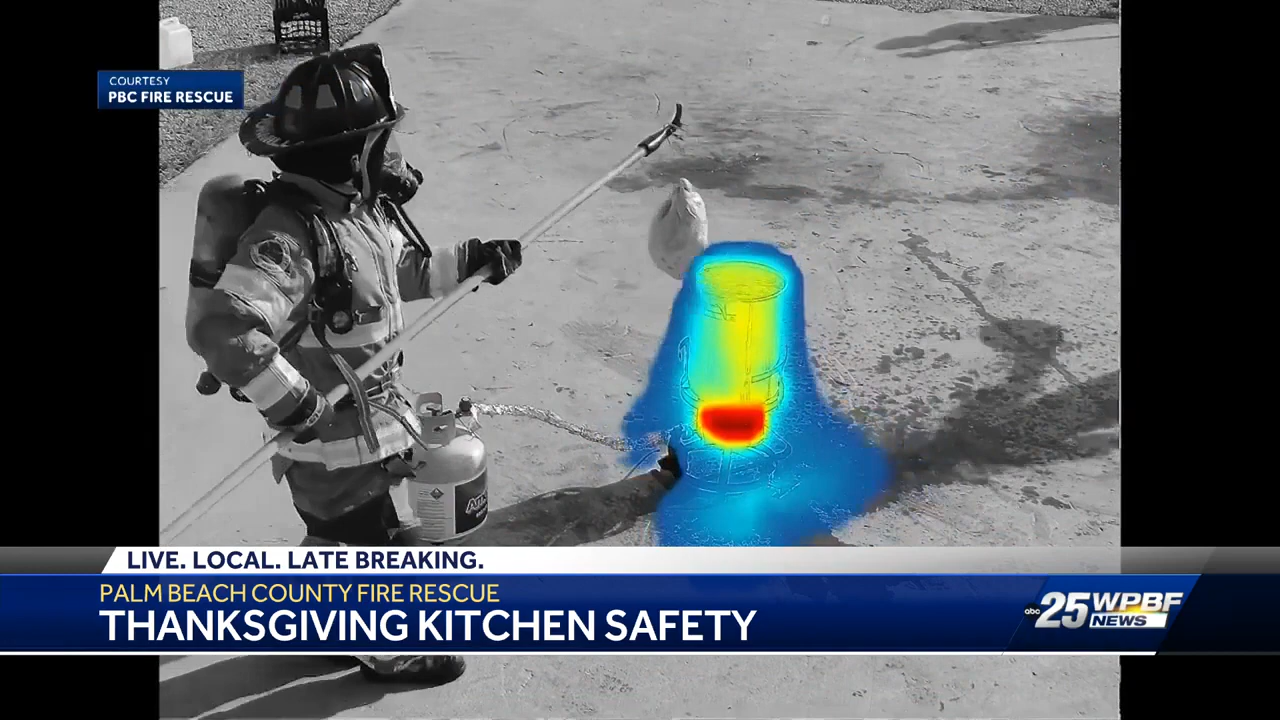 COURTESY
PBC FIRE RESCUE
LIVE. LOCAL. LATE BREAKING.
PALM BEACH COUNTY FIRE RESCUE
THANKSGIVING KITCHEN SAFETY
abc 25 WPBF
NEWS